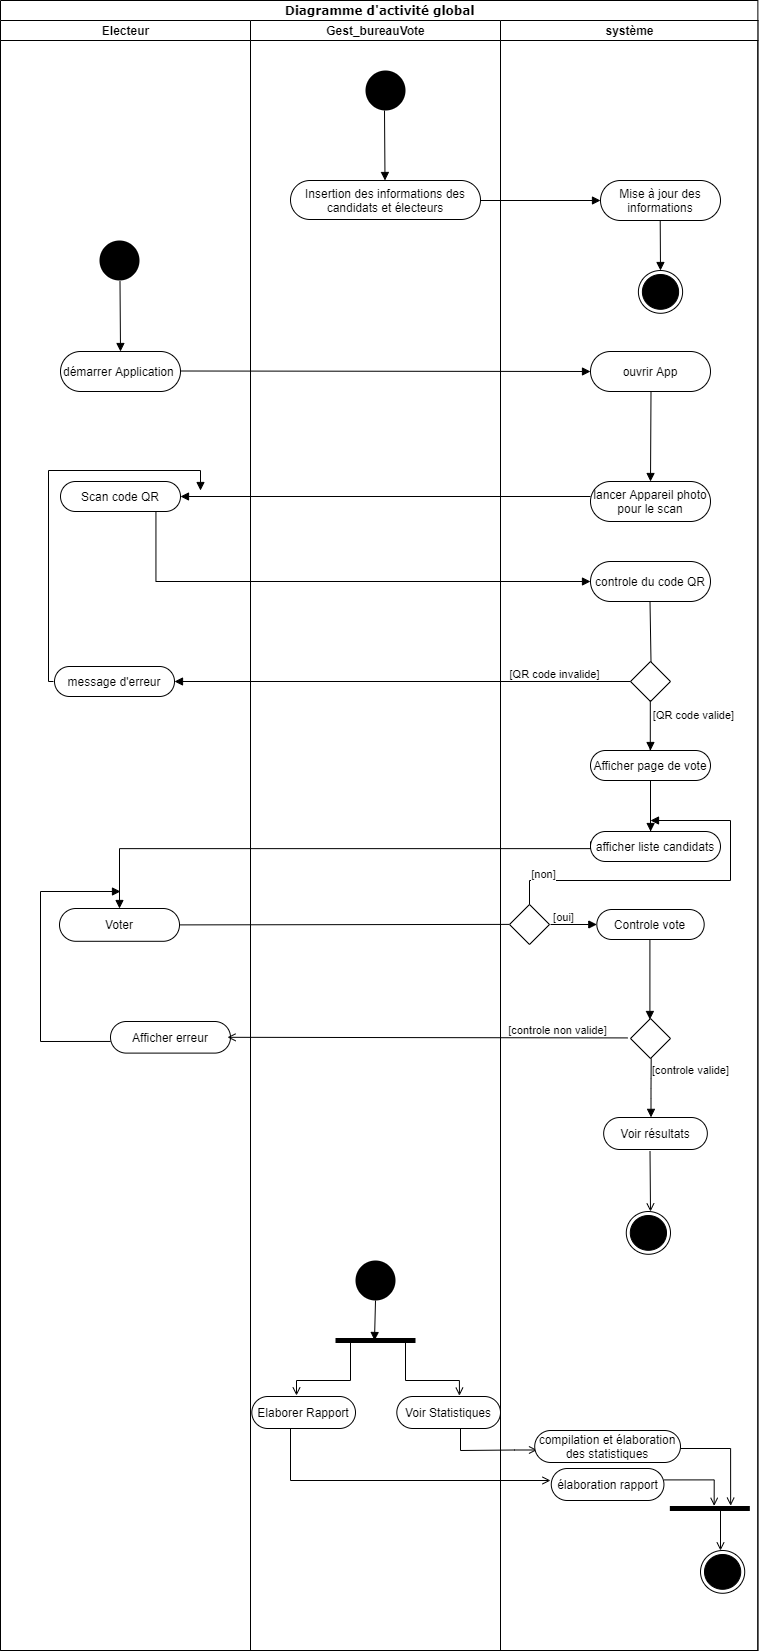 Diagramme d'activité global
Electeur
Gest_bureauVote
système
Insertion des informations des
candidats et électeurs
Mise à jour des
informations
démarrer Application
ouvrir App
Scan code QR
lancer Appareil photo
pour le scan
controle du code QR
message d'erreur
[QR code invalide]
[QR code valide]
Afficher page de vote
afficher liste candidats
[non]
Voter
[oui]
Controle vote
Afficher erreur
[controle non valide]
[controle valide]
Voir résultats
Elaborer Rapport
Voir Statistiques
compilation et élaboration
des statistiques
élaboration rapport